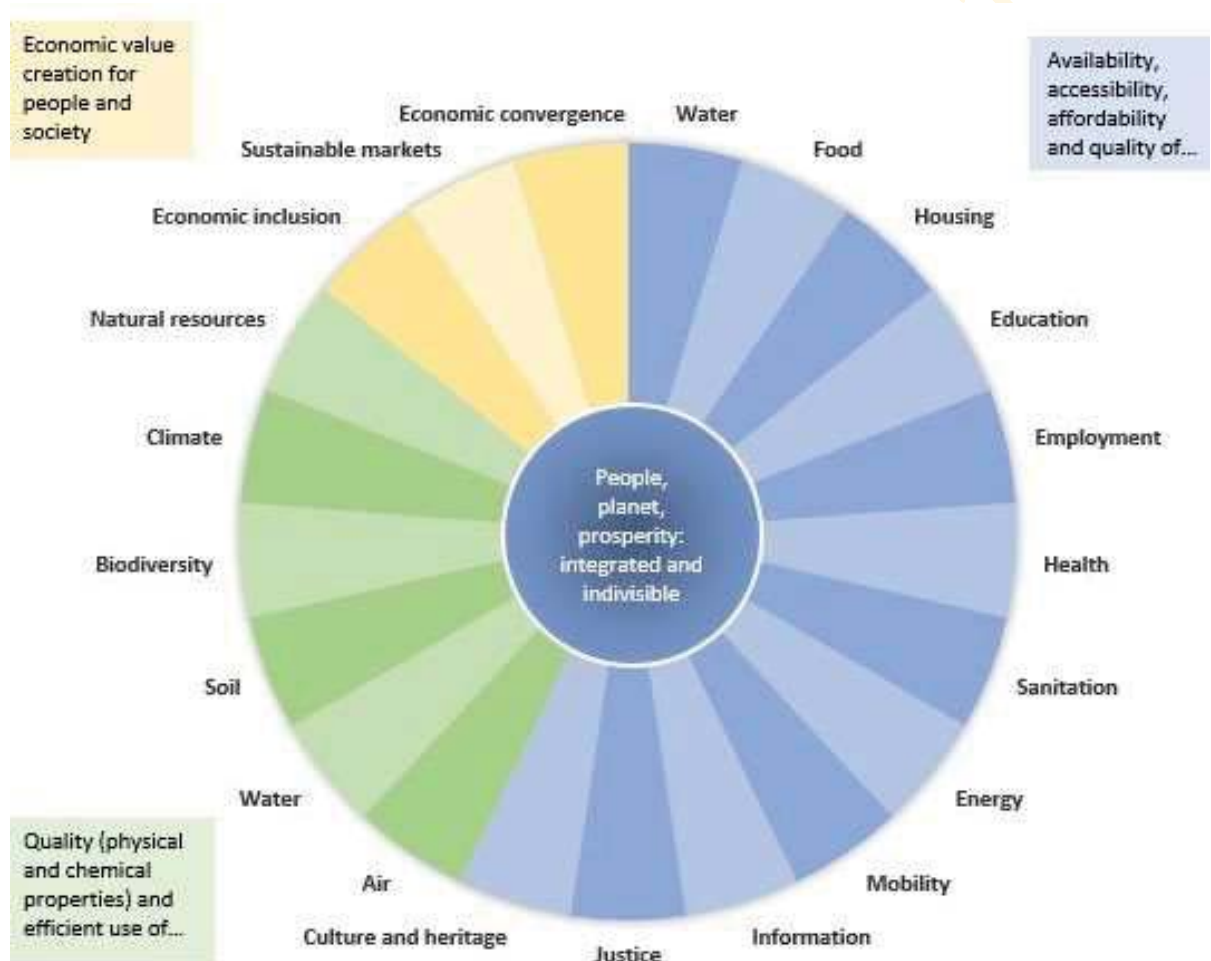 Economic value
creation for
people and
society
Availability,
accessibility,
affordability
and quality of...
Economic convergence
Water
Sustainable markets
Food
Economic inclusion
Housing
Natural resources
Education
Climate
Employment
People,
planet,
prosperity:
integrated and
indivisible
Biodiversity
Health
Soil
Sanitation
Water
Energy
Quality (physical
and chemical
properties) and
efficient use of...
Air
Mobility
Culture and heritage
Justice
Information